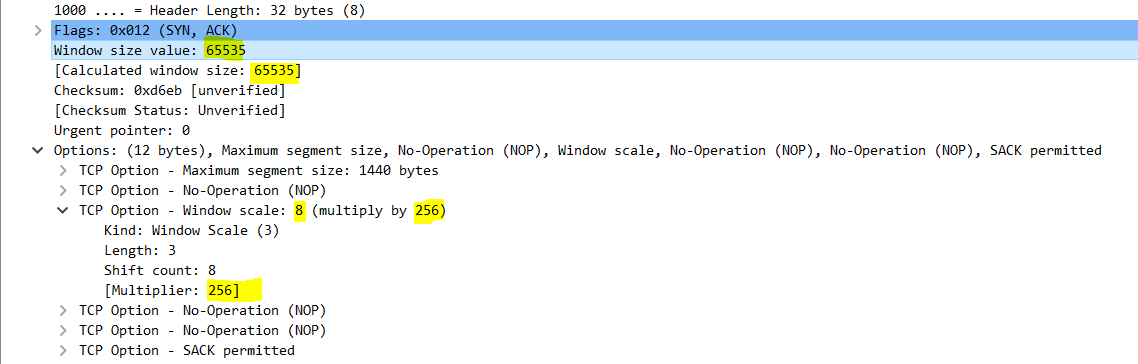 1000 .... = Header Length: 32 bytes (8)
Flags: 0x012 (SYN, ACK)
Window size value: 65535
[Calculated window size: 65535]
Checksum: 0xd6eb [unverified]
[Checksum Status: Unverified]
Urgent pointer: 0
Options: (12 bytes), Maximum segment size, No-Operation (NOP), Window scale, No-Operation (NOP), No-Operation (NOP), SACK permitted
TCP Option - Maximum segment size: 1440 bytes
TCP Option - No-Operation (NOP)
TCP Option - Window scale: 8 (multiply by 256)
Kind: Window Scale (3)
Length: 3
Shift count: 8
[Multiplier: 256]
TCP Option - No-Operation (NOP)
TCP Option - No-Operation (NOP)
TCP Option - SACK permitted